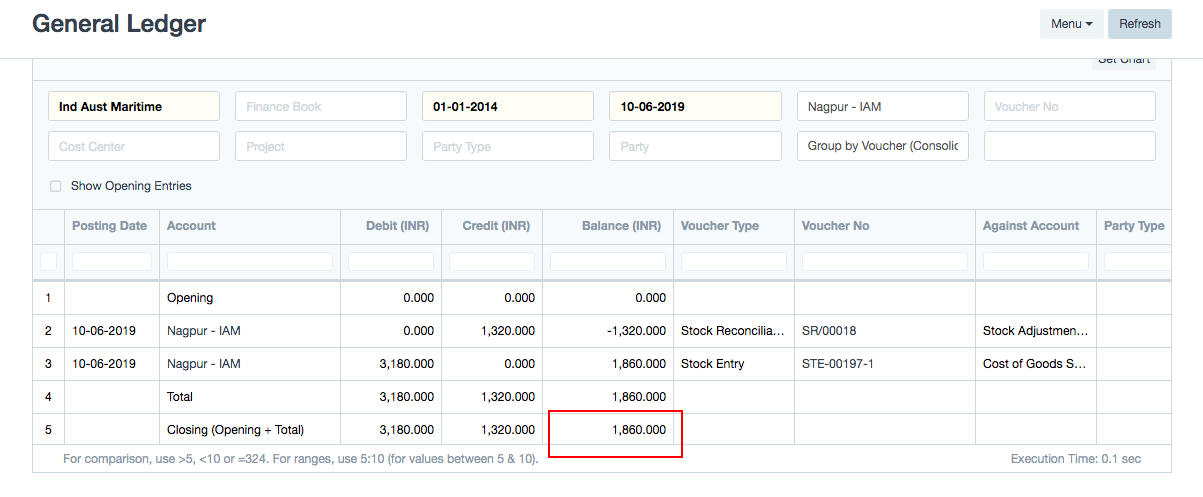 General Ledger
Menu Refresh
Set Chart
Ind Aust Maritime Finance Book 01-01-2014 10-06-2019 Nagpur - IAM Voucher No
Cost Center Project Party Type Party Group by Voucher (Consolic
Show Opening Entries
Posting Date Account Debit (INR) Credit (INR) Balance (INR) Voucher Type Voucher No Against Account Party Type
1 Opening 0.000 0.000 0.000
2 10-06-2019 Nagpur - IAM 0.000 1,320.000 -1,320.000 Stock Reconcilia... SR/00018 Stock Adjustmen...
3 10-06-2019 Nagpur - IAM 3,180.000 0.000 1,860.000 Stock Entry STE-00197-1 Cost of Goods S...
4 Total 3,180.000 1,320.000 1,860.000
5 Closing (Opening + Total) 3,180.000 1,320.000 1,860.000
For comparison, use >5, <10 or =324. For ranges, use 5:10 (for values between 5 & 10). Execution Time: 0.1 sec